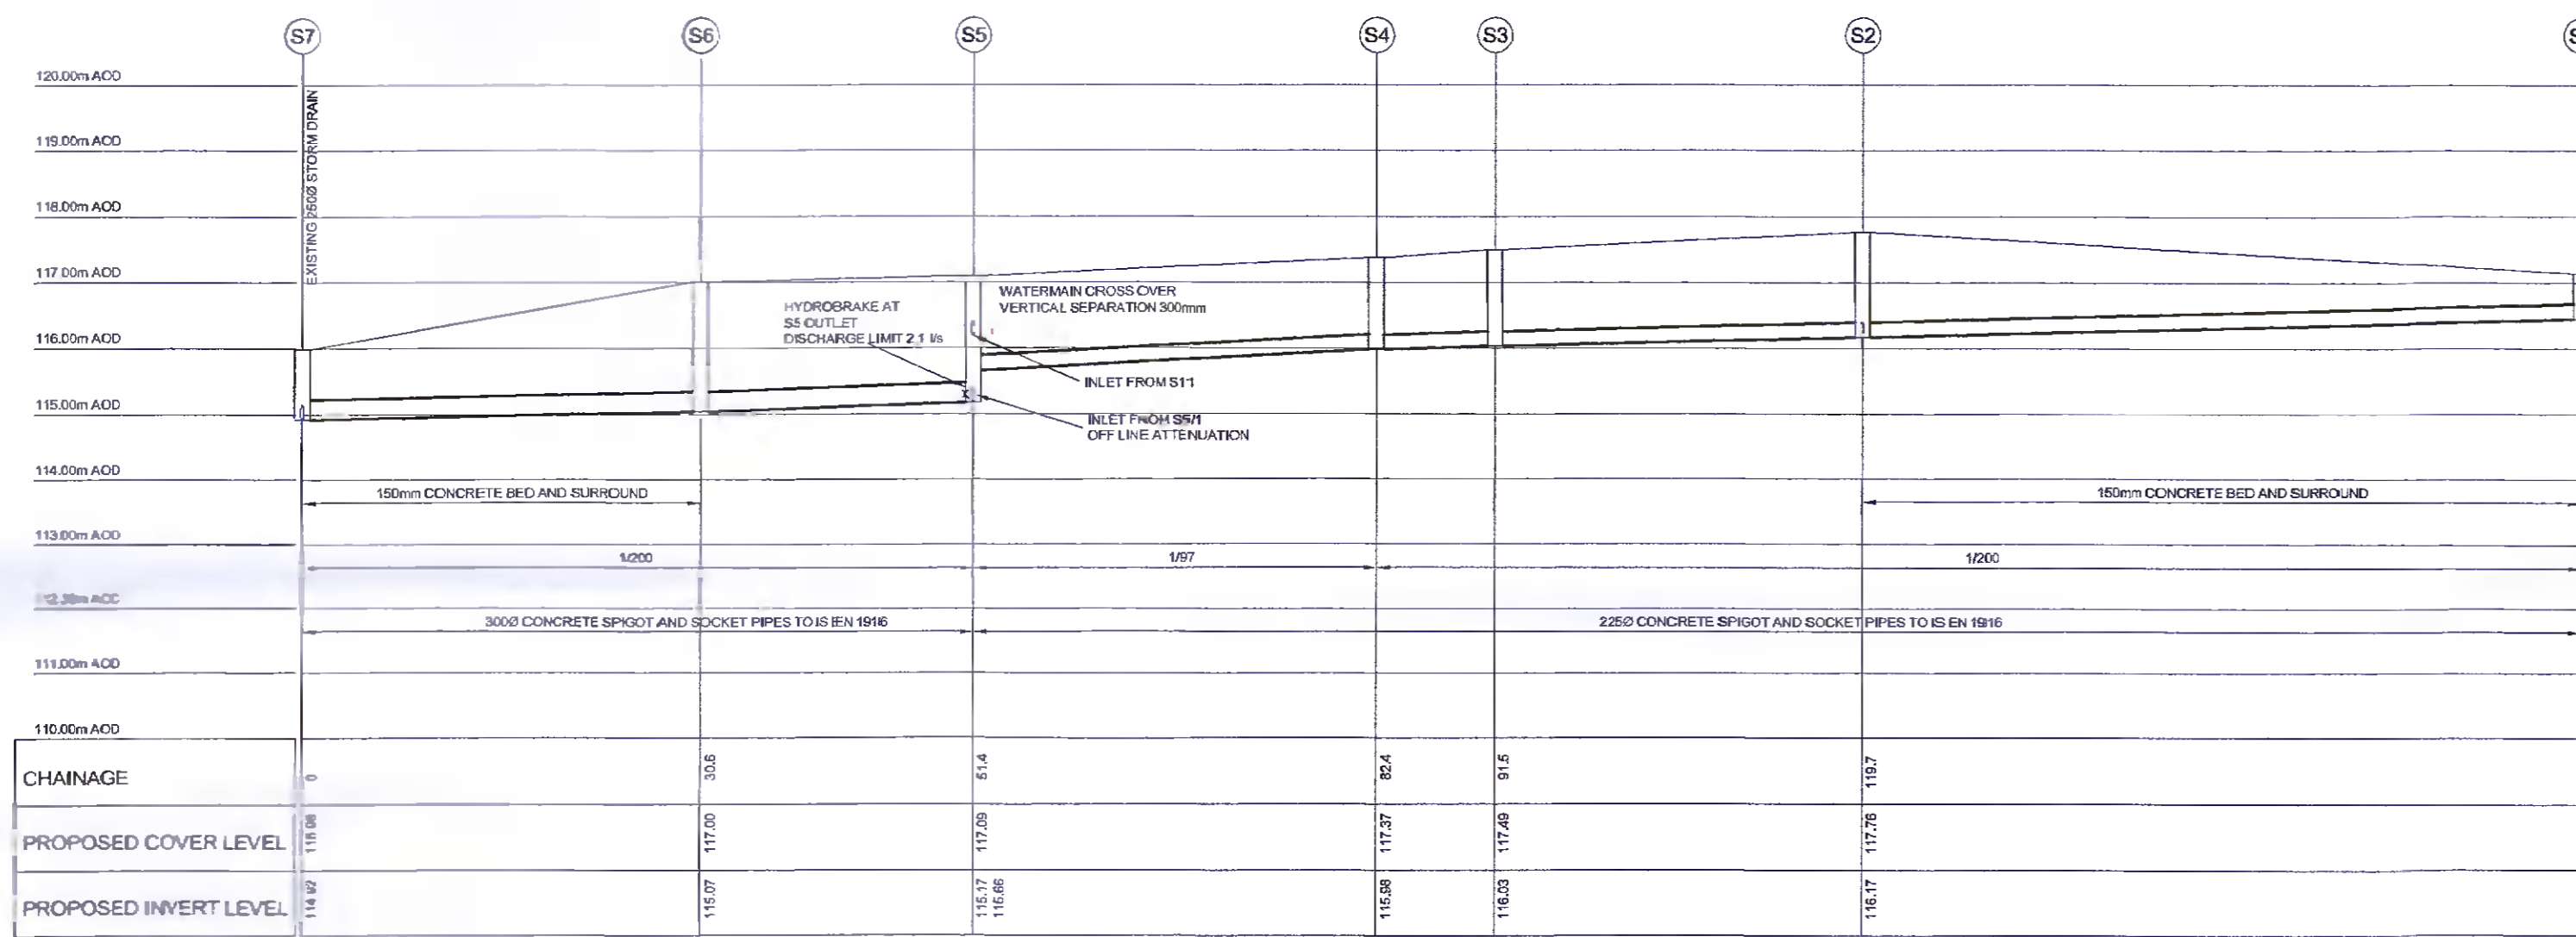 S7 S6 S5 S4 S3 S2
120.00m AOD
EXISTING 250Ø STORM DRAIN
119.00m AOD
118.00m AOD
117.00m AOD
WATERMAIN CROSS OVER
VERTICAL SEPARATION 300mm
HYDROBRAKE AT
S5 OUTLET
DISCHARGE LIMIT 2.1 l/s
116.00m AOD
INLET FROM S11
115.00m AOD
INLET FROM S5/1
OFF LINE ATTENUATION
114.00m AOD
150mm CONCRETE BED AND SURROUND 150mm CONCRETE BED AND SURROUND
113.00m AOD
1/200 1/97 1/200
300Ø CONCRETE SPIGOT AND SOCKET PIPES TO IS EN 1916 225Ø CONCRETE SPIGOT AND SOCKET PIPES TO IS EN 1916
111.00m AOD
110.00m AOD
CHAINAGE 0 30.6 51.4 82.4 91.5 119.7
PROPOSED COVER LEVEL 117.00 117.09 117.37 117.49 117.76
PROPOSED INVERT LEVEL 114.92 115.07 115.17 115.66 115.98 116.03 116.17